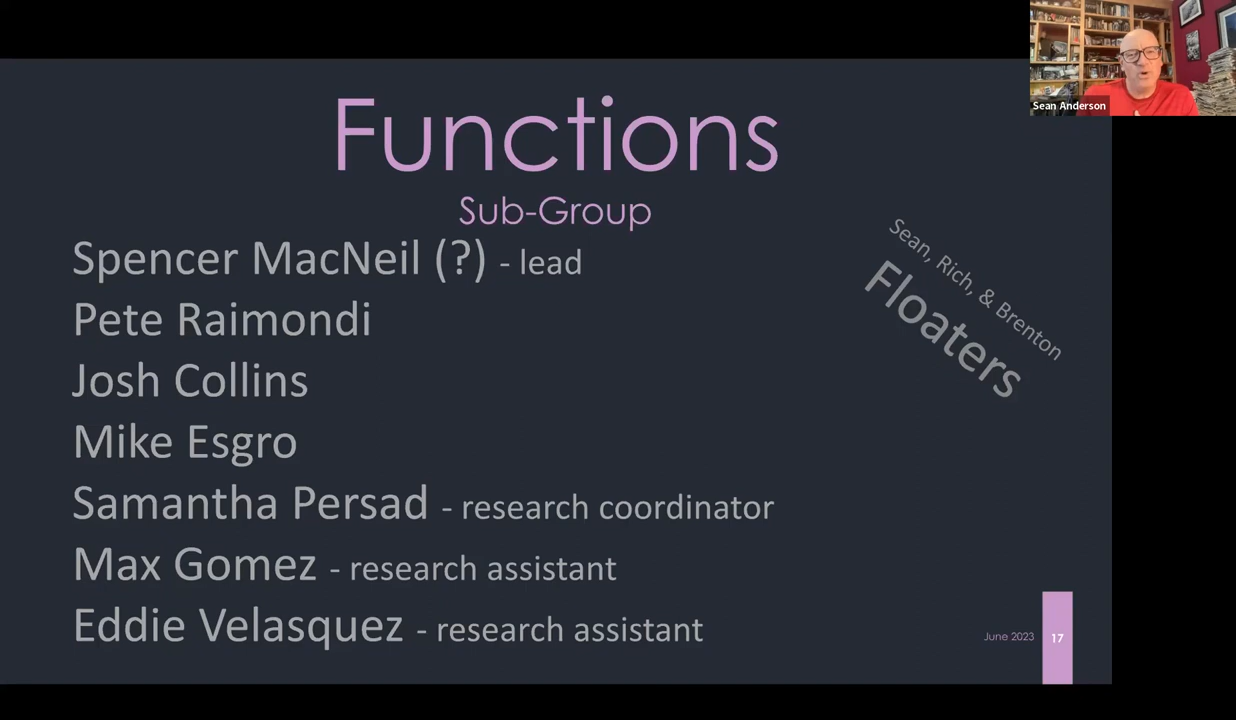 Sean Anderson
Functions
Sub-Group
Spencer MacNeil (?) - lead
Pete Raimondi
Josh Collins
Mike Esgro
Samantha Persad - research coordinator
Max Gomez - research assistant
Eddie Velasquez - research assistant
Sean, Rich, & Brenton
Floaters
June 2023
17